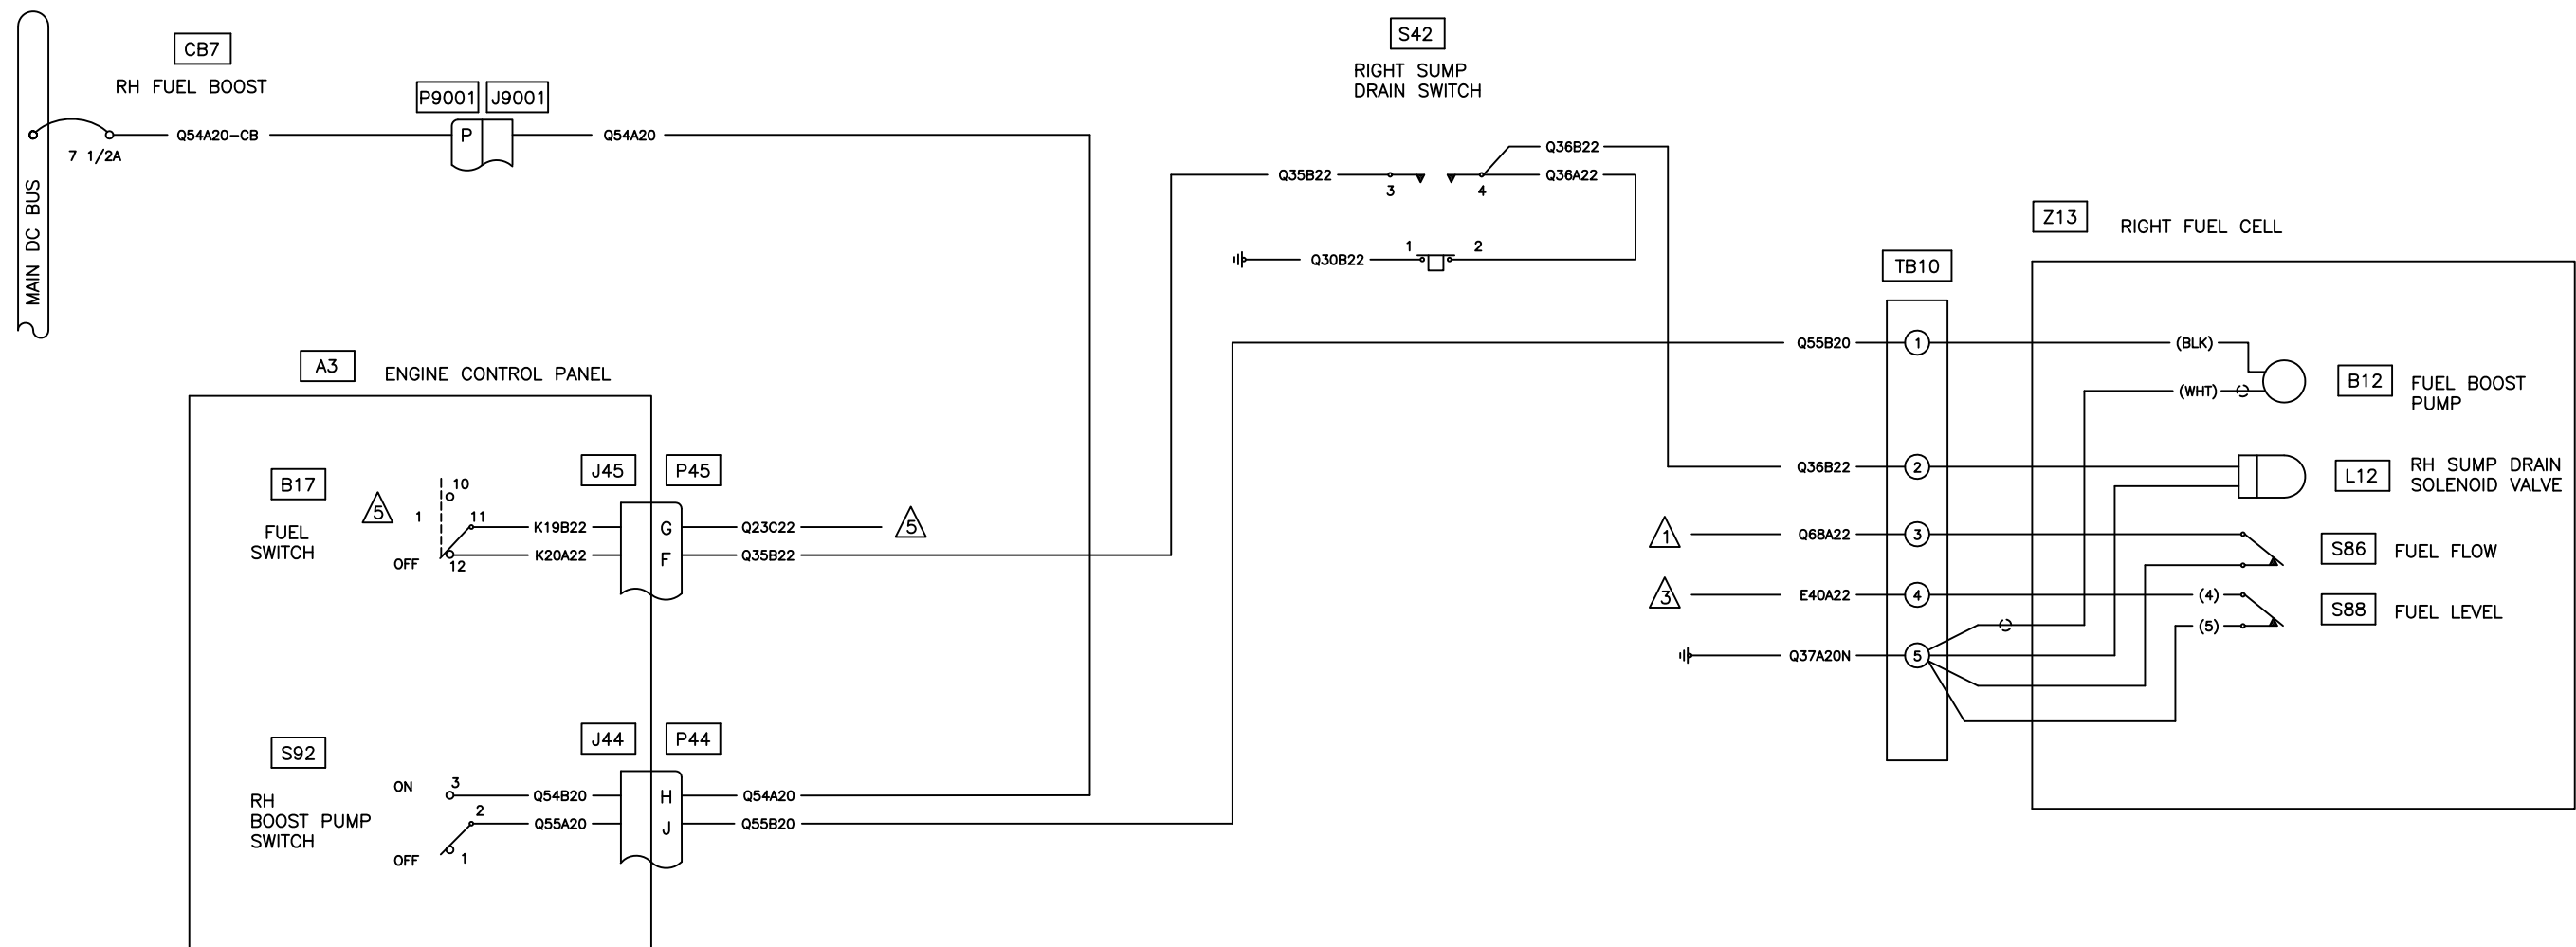 CB7
RH FUEL BOOST
MAIN DC BUS
7 1/2A
Q54A20-CB
P9001 J9001
P
Q54A20
S42
RIGHT SUMP
DRAIN SWITCH
Q36B22
Q35B22
3
4
Q36A22
Q30B22
1
2
Z13
RIGHT FUEL CELL
TB10
Q55B20
1
(BLK)
(WHT)
B12
FUEL BOOST
PUMP
Q36B22
2
L12
RH SUMP DRAIN
SOLENOID VALVE
1
Q68A22
3
S86
FUEL FLOW
3
E40A22
4
(4)
(5)
S88
FUEL LEVEL
Q37A20N
5
A3
ENGINE CONTROL PANEL
B17
FUEL
SWITCH
5
1
OFF
10
11
12
K19B22
K20A22
J45
P45
G
F
Q23C22
5
Q35B22
S92
RH
BOOST PUMP
SWITCH
ON
OFF
3
2
1
Q54B20
Q55A20
J44
P44
H
J
Q54A20
Q55B20